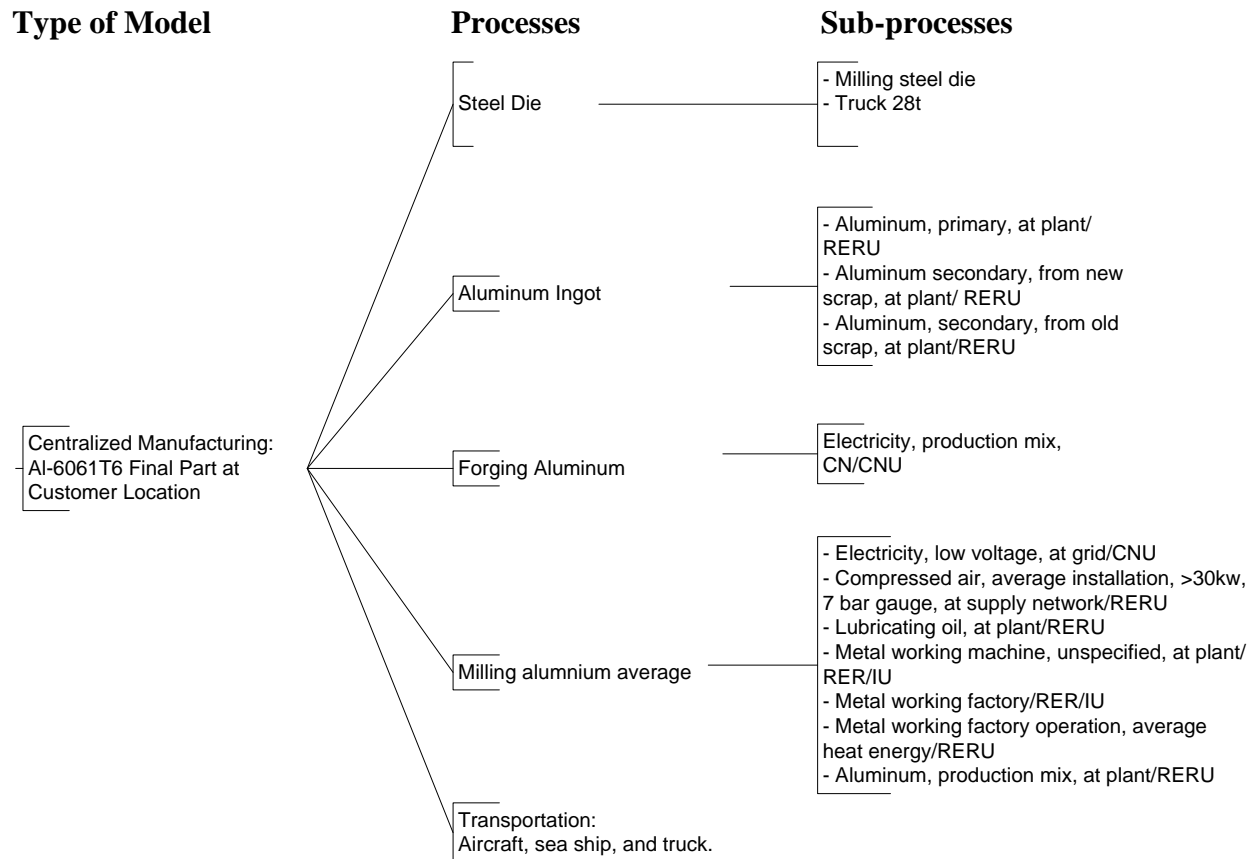 Type of Model
Processes
Sub-processes
Steel Die
- Milling steel die
- Truck 28t
Aluminum Ingot
- Aluminum, primary, at plant/
RERU
- Aluminum secondary, from new
scrap, at plant/ RERU
- Aluminum, secondary, from old
scrap, at plant/RERU
Centralized Manufacturing:
Al-6061T6 Final Part at
Customer Location
Forging Aluminum
Electricity, production mix,
CN/CNU
Milling alumnium average
- Electricity, low voltage, at grid/CNU
- Compressed air, average installation, >30kw,
7 bar gauge, at supply network/RERU
- Lubricating oil, at plant/RERU
- Metal working machine, unspecified, at plant/
RER/IU
- Metal working factory/RER/IU
- Metal working factory operation, average
heat energy/RERU
- Aluminum, production mix, at plant/RERU
Transportation:
Aircraft, sea ship, and truck.